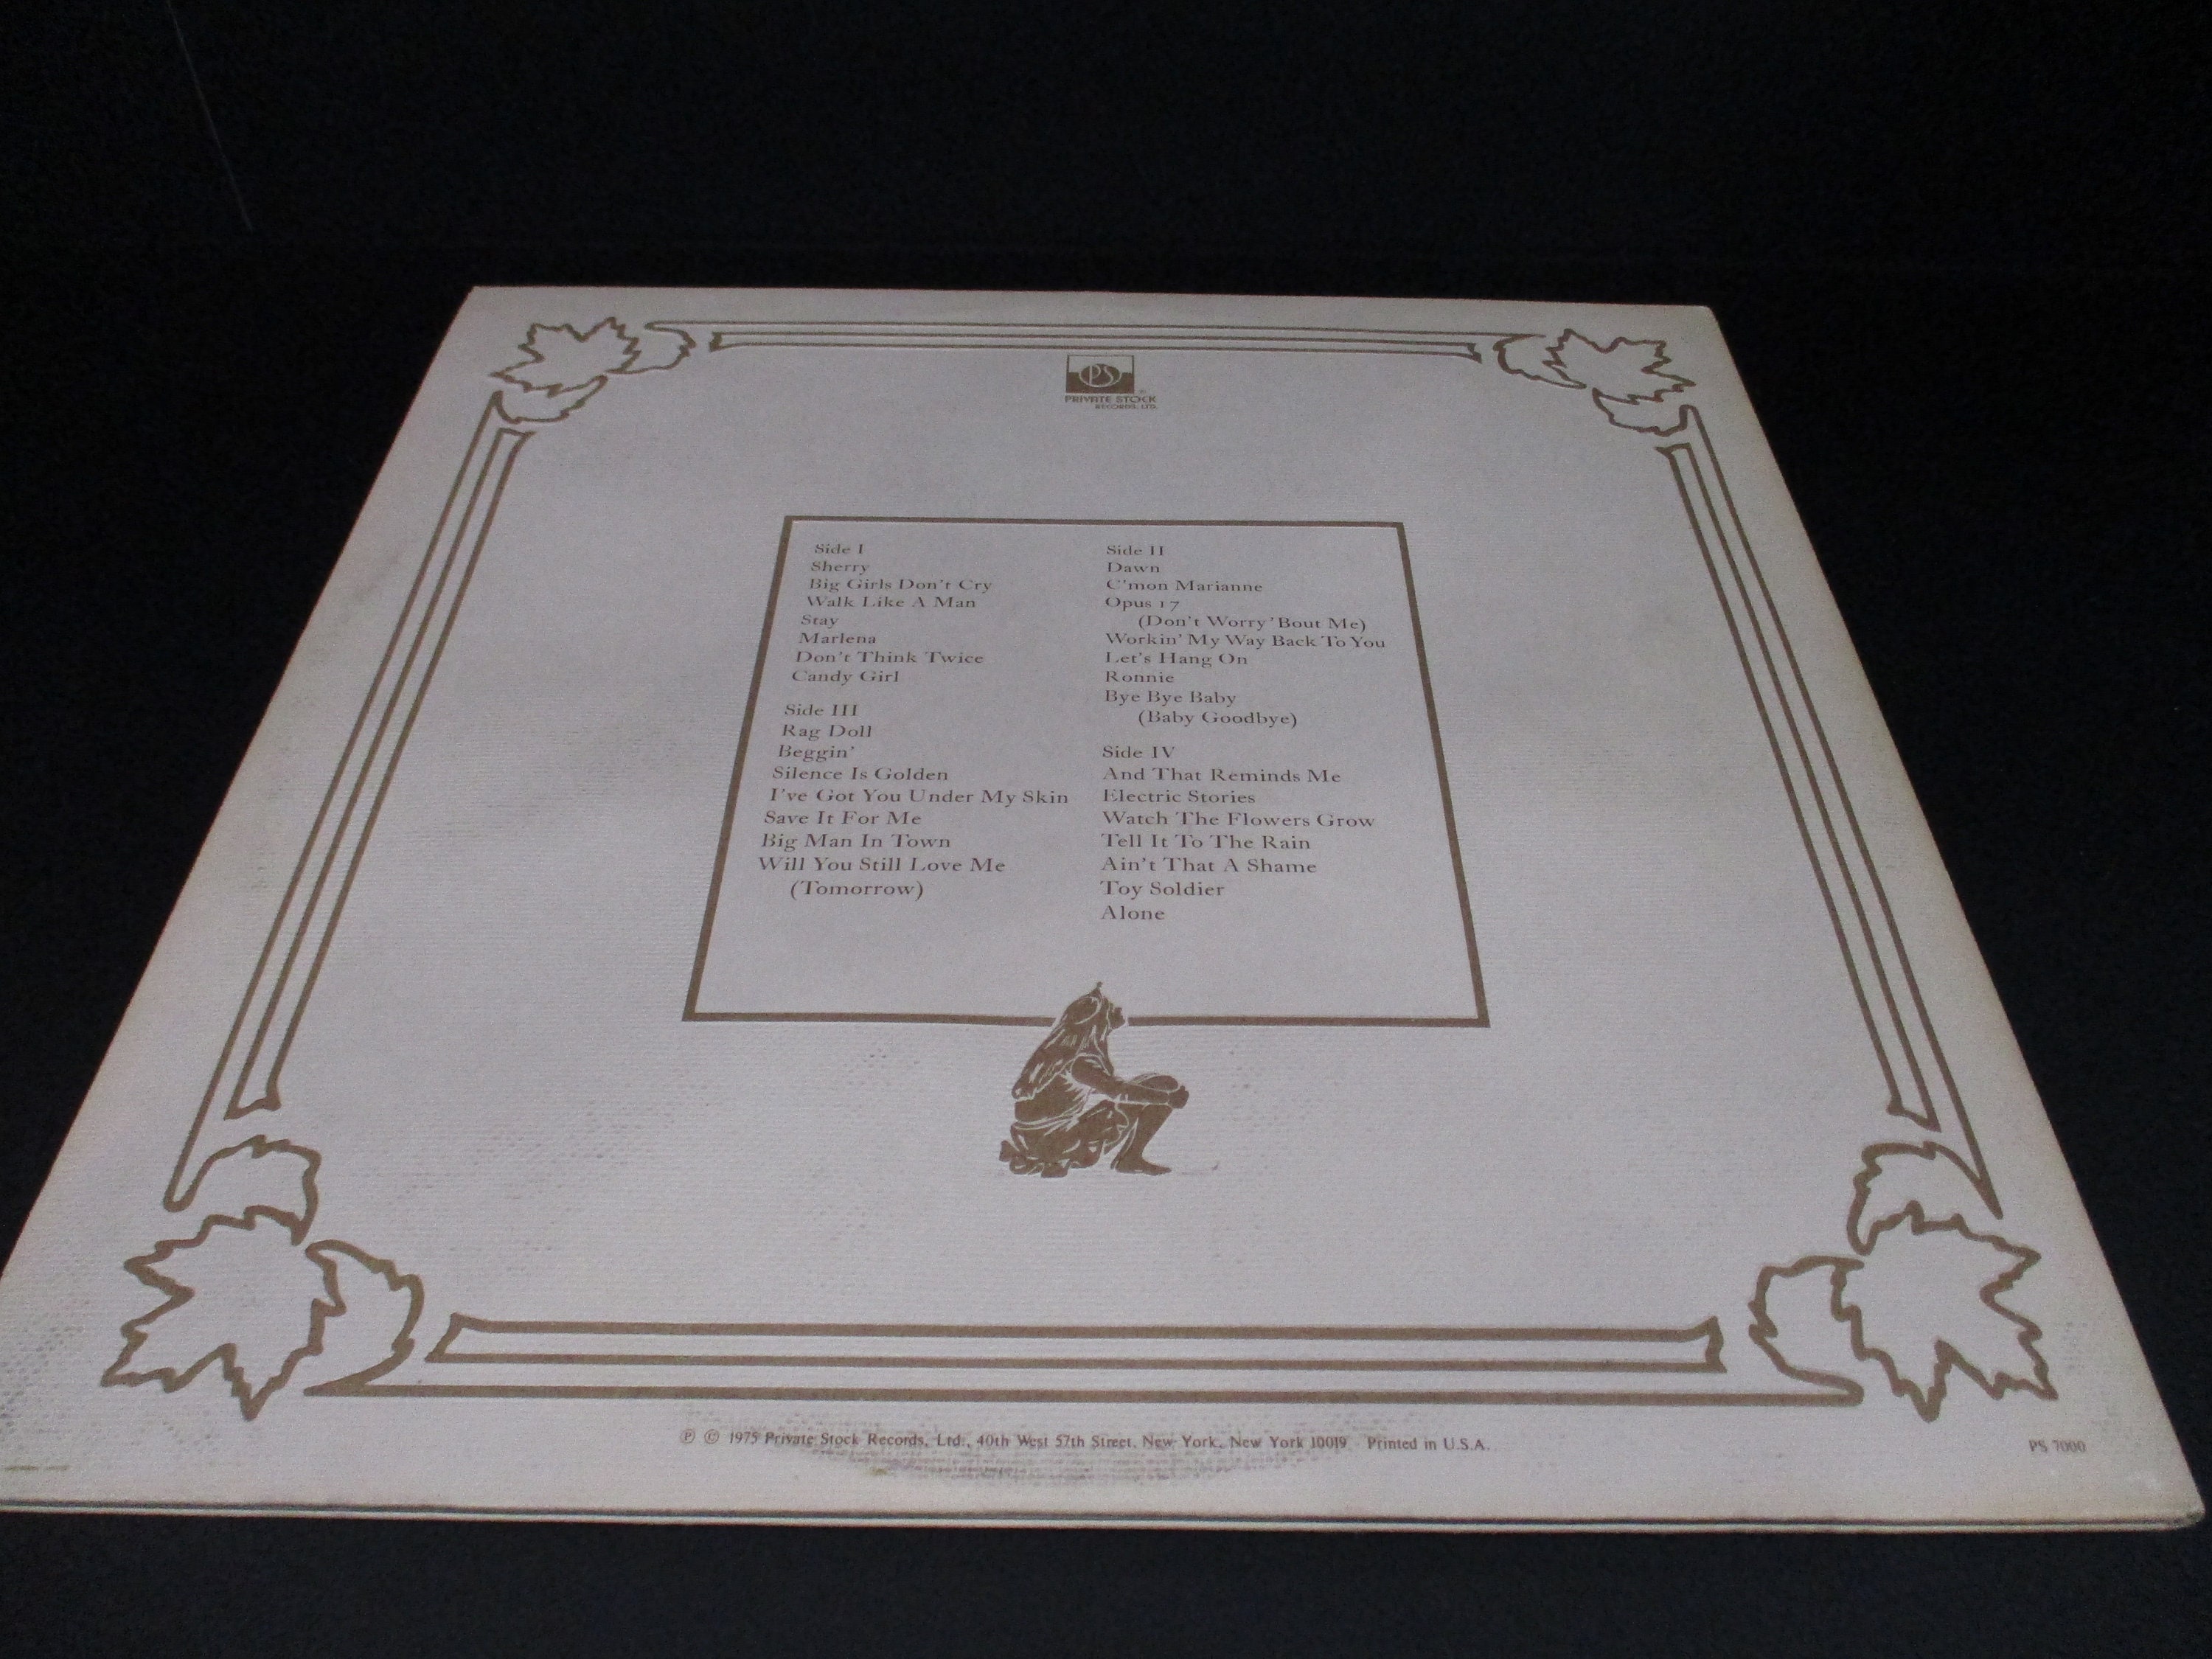 PS
PRIVATE STOCK
RECORDS, LTD.
Side I
Sherry
Big Girls Don't Cry
Walk Like A Man
Stay
Marlena
Don't Think Twice
Candy Girl
Side II
Dawn
C'mon Marianne
Opus 17
(Don't Worry 'Bout Me)
Workin' My Way Back To You
Let's Hang On
Ronnie
Bye Bye Baby
(Baby Goodbye)
Side III
Rag Doll
Beggin'
Silence Is Golden
I've Got You Under My Skin
Save It For Me
Big Man In Town
Will You Still Love Me
(Tomorrow)
Side IV
And That Reminds Me
Electric Stories
Watch The Flowers Grow
Tell It To The Rain
Ain't That A Shame
Toy Soldier
Alone
℗ © 1975 Private Stock Records, Ltd., 40th West 57th Street, New York, New York 10019 Printed in U.S.A.
PS 7000